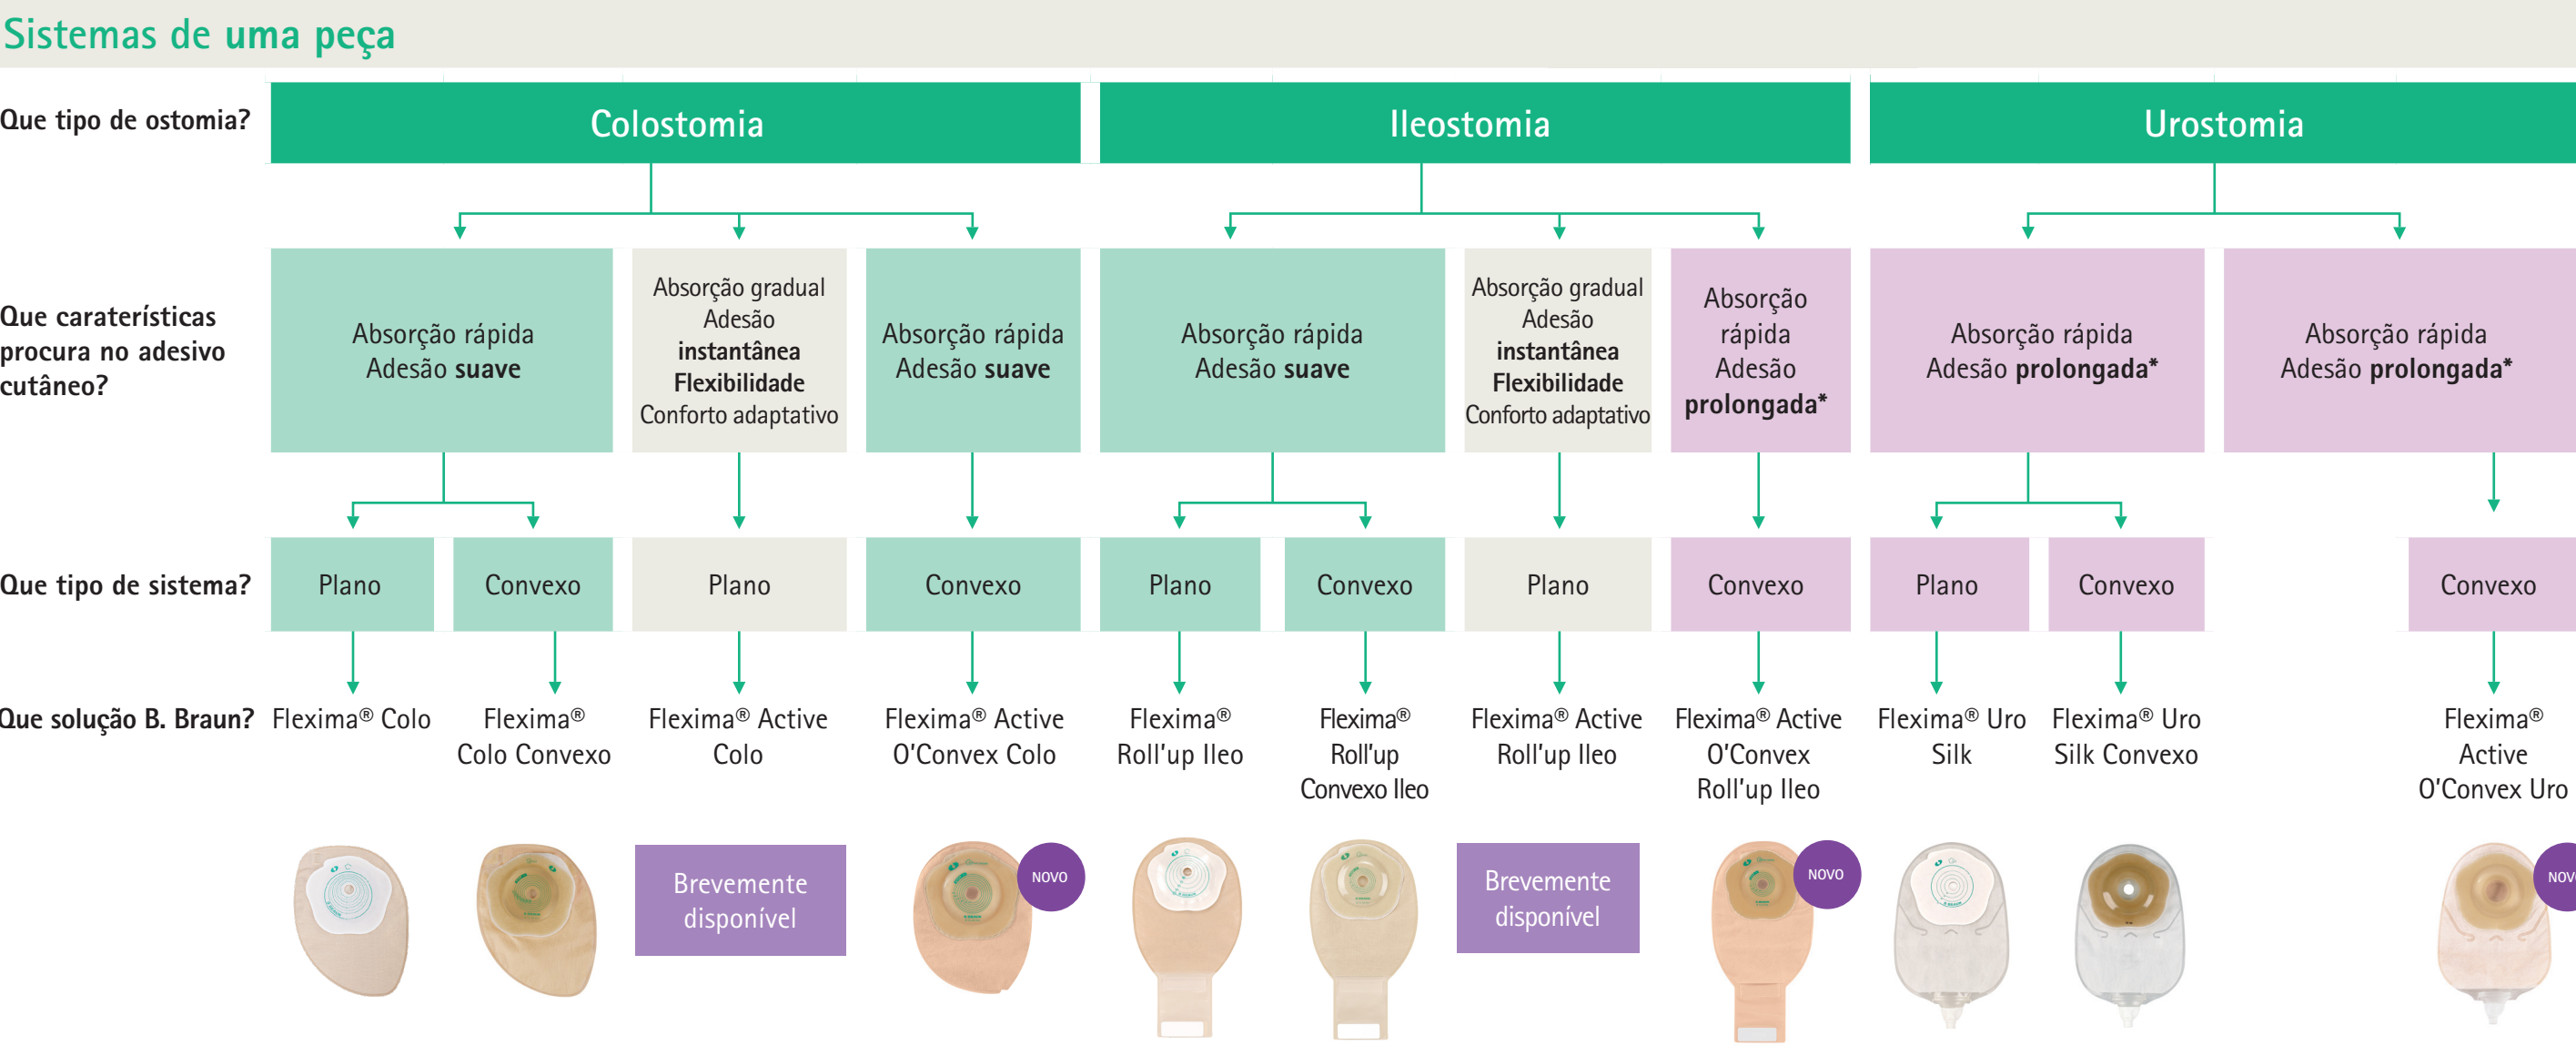 Sistemas de uma peça
Que tipo de ostomia?
Colostomia
Ileostomia
Urostomia
Que caraterísticas
procura no adesivo
cutâneo?
Absorção rápida
Adesão suave
Absorção gradual
Adesão
instantânea
Flexibilidade
Conforto adaptativo
Absorção rápida
Adesão suave
Absorção rápida
Adesão suave
Absorção gradual
Adesão
instantânea
Flexibilidade
Conforto adaptativo
Absorção
rápida
Adesão
prolongada*
Absorção rápida
Adesão prolongada*
Absorção rápida
Adesão prolongada*
Que tipo de sistema?
Plano
Convexo
Plano
Convexo
Plano
Convexo
Plano
Convexo
Plano
Convexo
Convexo
Que solução B. Braun?
Flexima® Colo
Flexima®
Colo Convexo
Flexima® Active
Colo
Flexima® Active
O'Convex Colo
Flexima®
Roll'up Ileo
Flexima®
Roll'up
Convexo Ileo
Flexima® Active
Roll'up Ileo
Flexima® Active
O'Convex
Roll'up Ileo
Flexima® Uro
Silk
Flexima® Uro
Silk Convexo
Flexima®
Active
O'Convex Uro
Brevemente
disponível
NOVO
Brevemente
disponível
NOVO
NOV